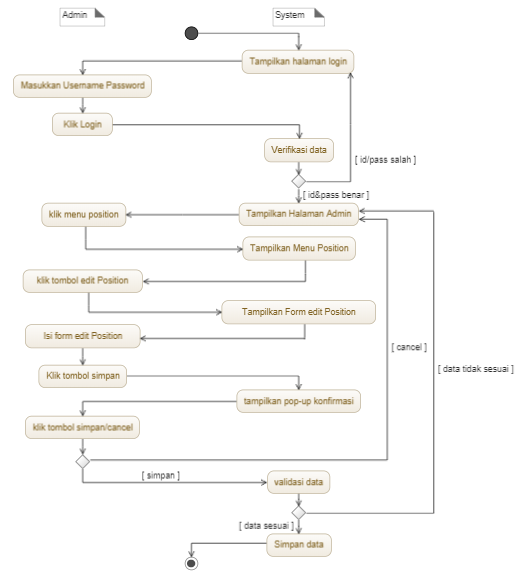 Admin
System
Tampilkan halaman login
Masukkan Username Password
Klik Login
Verifikasi data
[ id/pass salah ]
[ id&pass benar ]
klik menu position
Tampilkan Halaman Admin
Tampilkan Menu Position
klik tombol edit Position
Tampilkan Form edit Position
Isi form edit Position
[ cancel ]
[ data tidak sesuai ]
Klik tombol simpan
tampilkan pop-up konfirmasi
klik tombol simpan/cancel
[ simpan ]
validasi data
[ data sesuai ]
Simpan data